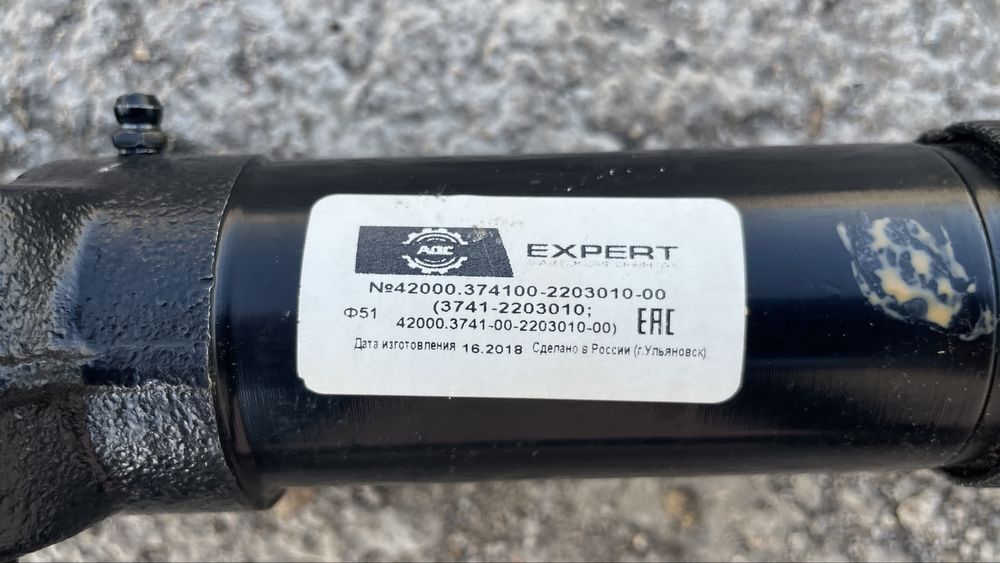 АДС
EXPERT
№42000.374100-2203010-00
(3741-2203010;
Ф51
42000.3741-00-2203010-00)
EAC
Дата изготовления 16.2018 Сделано в России (г.Ульяновск)